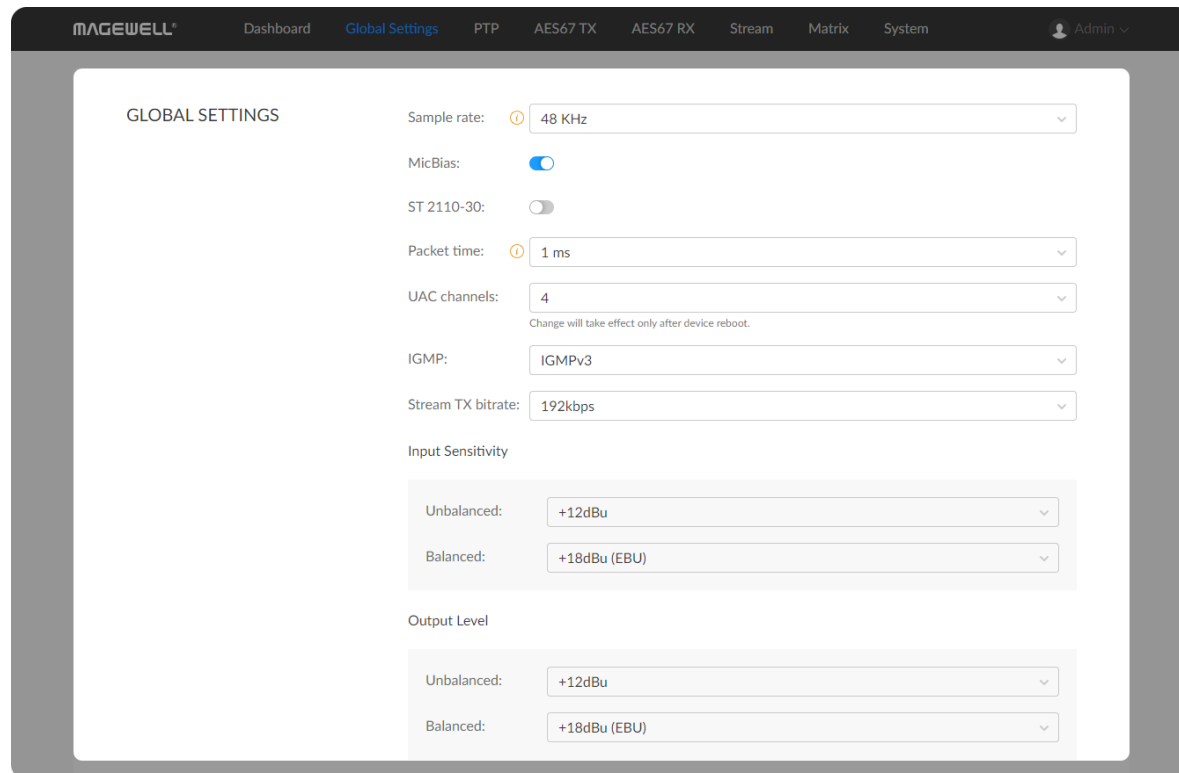 MAGEWELL® Dashboard Global Settings PTP AES67 TX AES67 RX Stream Matrix System Admin
GLOBAL SETTINGS
Sample rate: 48 KHz
MicBias:
ST 2110-30:
Packet time: 1 ms
UAC channels: 4
Change will take effect only after device reboot.
IGMP: IGMPv3
Stream TX bitrate: 192kbps
Input Sensitivity
Unbalanced: +12dBu
Balanced: +18dBu (EBU)
Output Level
Unbalanced: +12dBu
Balanced: +18dBu (EBU)